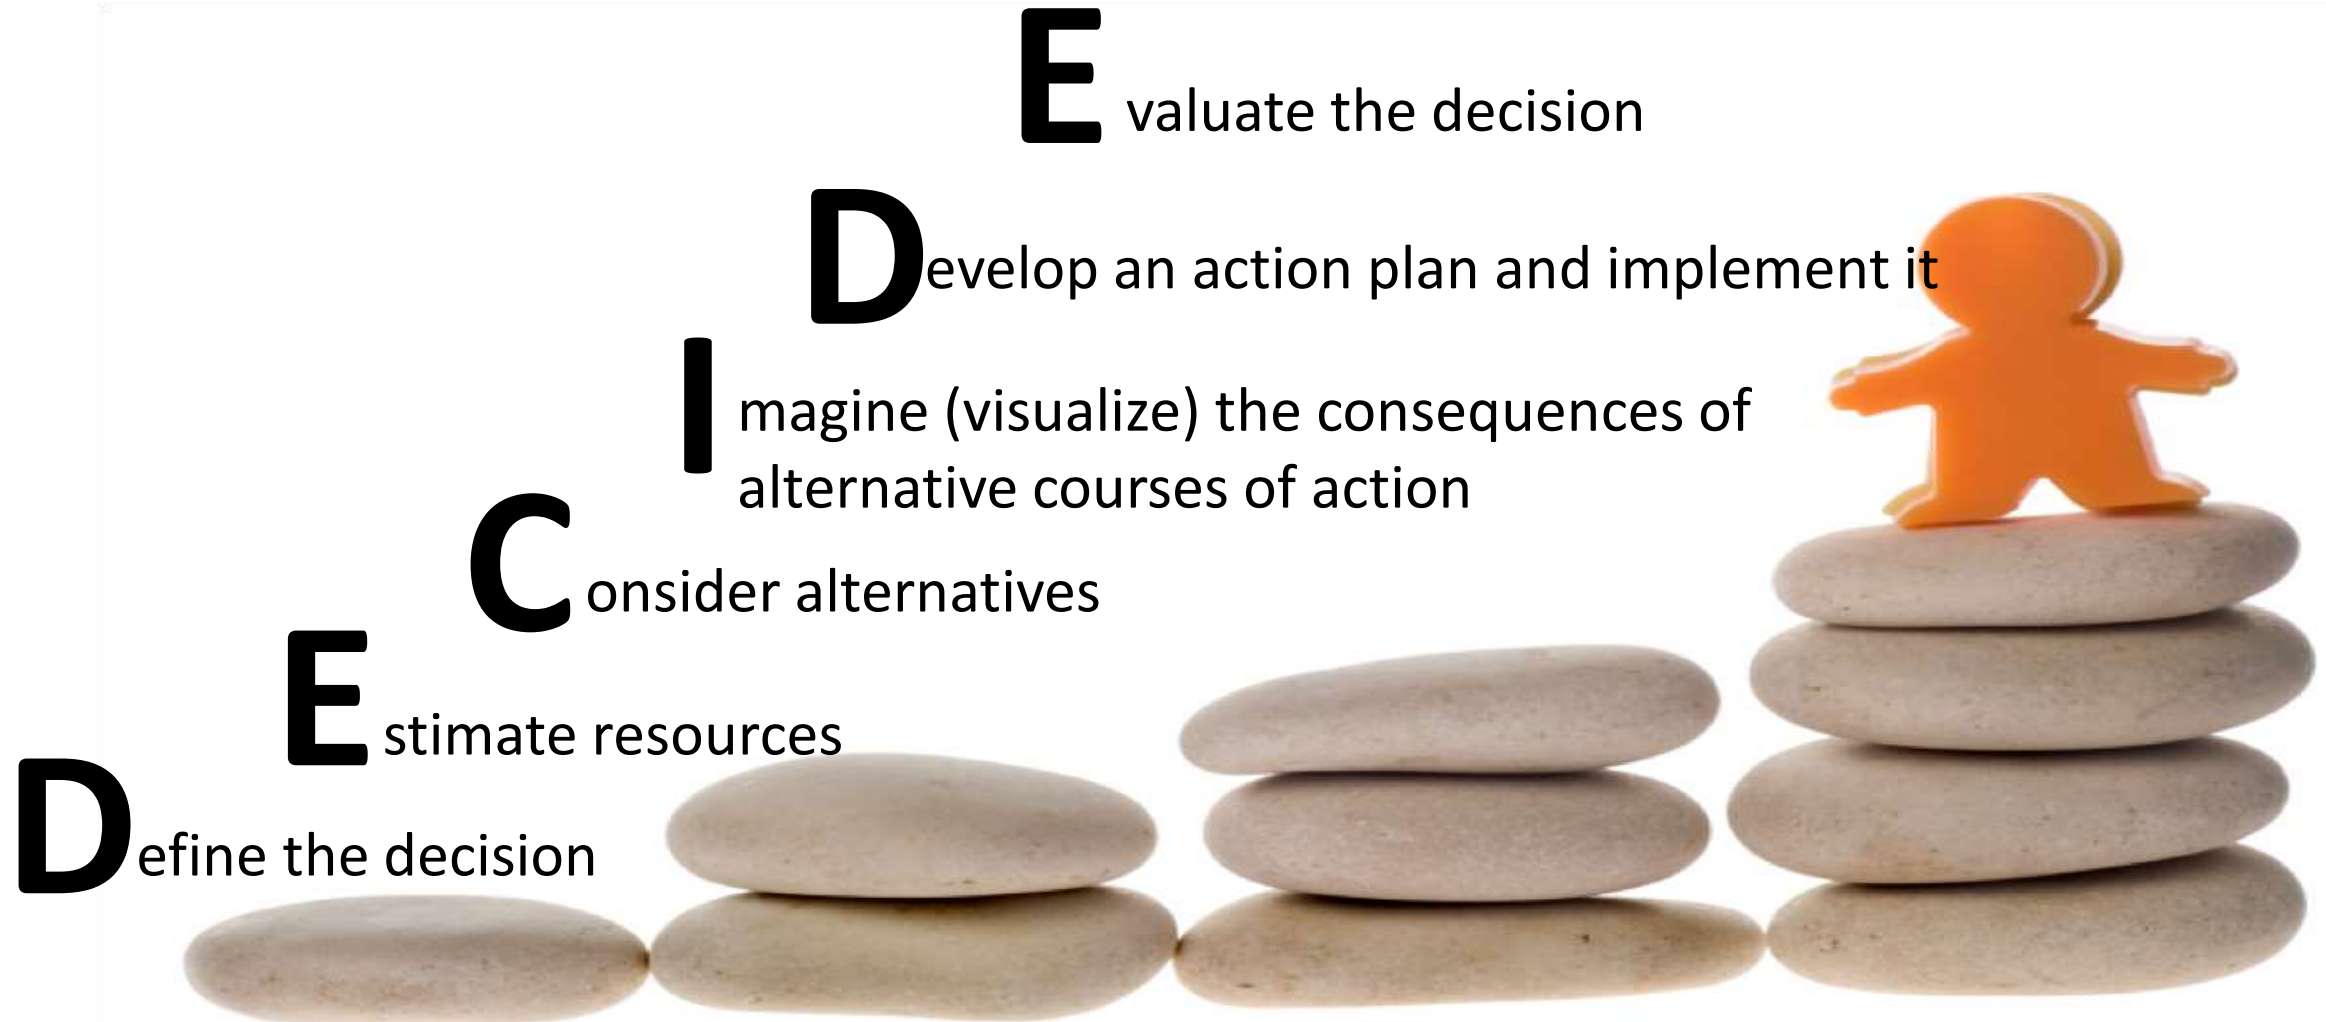 Evaluate the decision
Develop an action plan and implement it
Imagine (visualize) the consequences of
alternative courses of action
Consider alternatives
Estimate resources
Define the decision